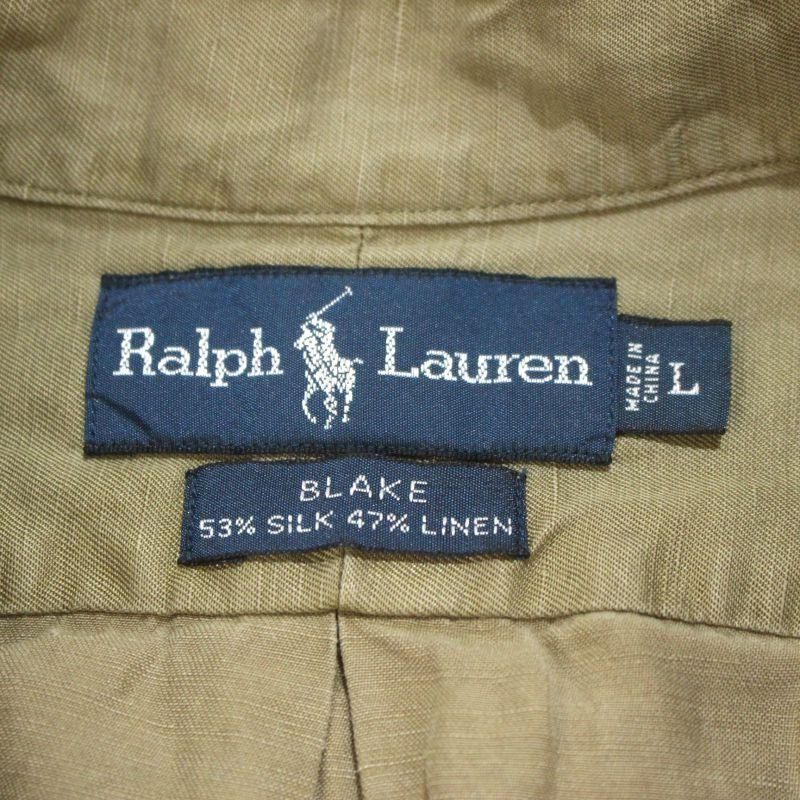 Ralph Lauren
MADE IN
CHINA
L
BLAKE
53% SILK 47% LINEN